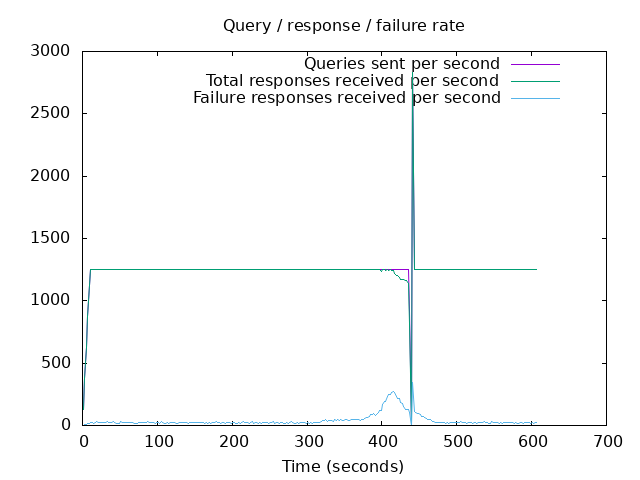 Query / response / failure rate
3000
2500
2000
1500
1000
500
0
Queries sent per second
Total responses received per second
Failure responses received per second
0 100 200 300 400 500 600 700
Time (seconds)